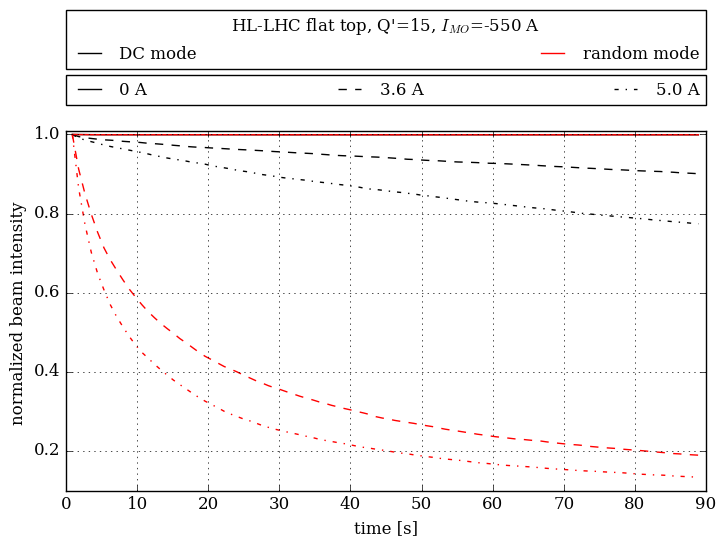 HL-LHC flat top, Q'=15, I_MO=-550 A
DC mode random mode
0 A 3.6 A 5.0 A
1.0
0.8
0.6
0.4
0.2
normalized beam intensity
0 10 20 30 40 50 60 70 80 90
time [s]